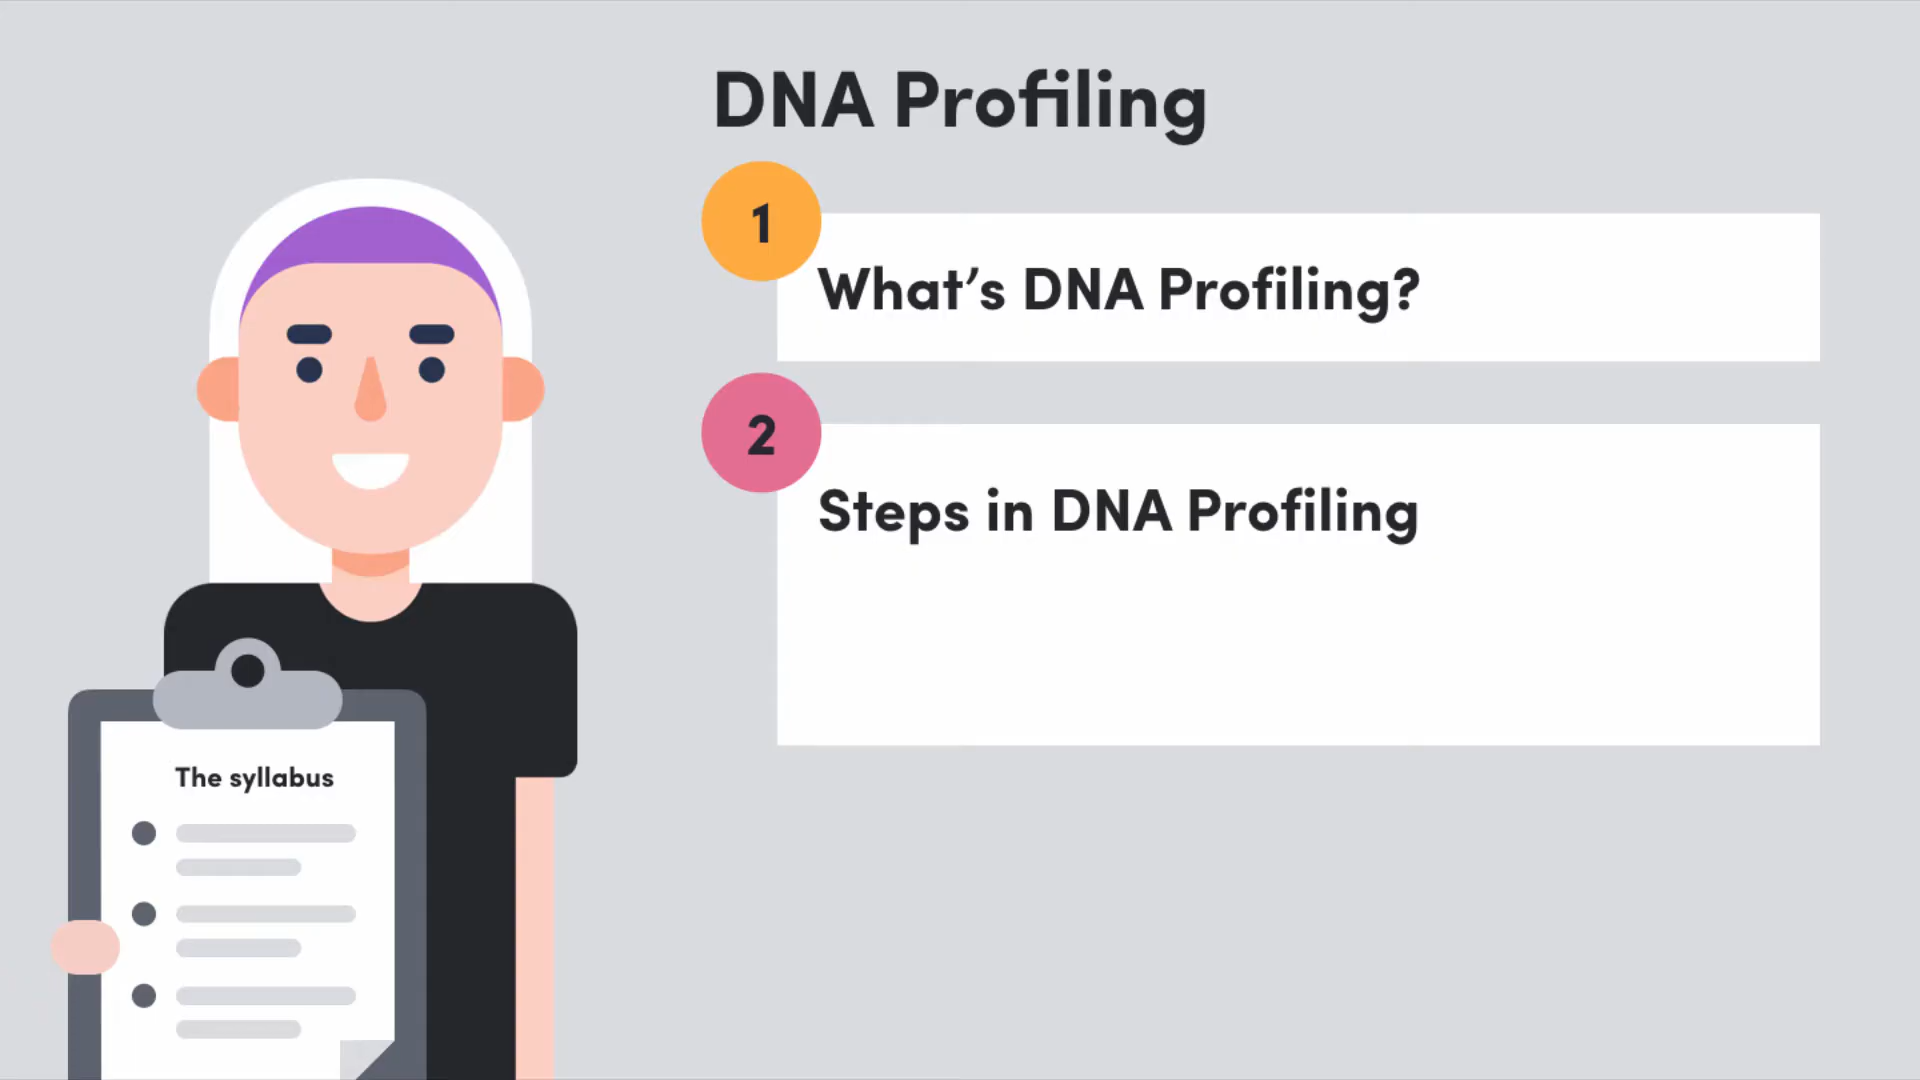 DNA Profiling
1
What’s DNA Profiling?
2
Steps in DNA Profiling
The syllabus